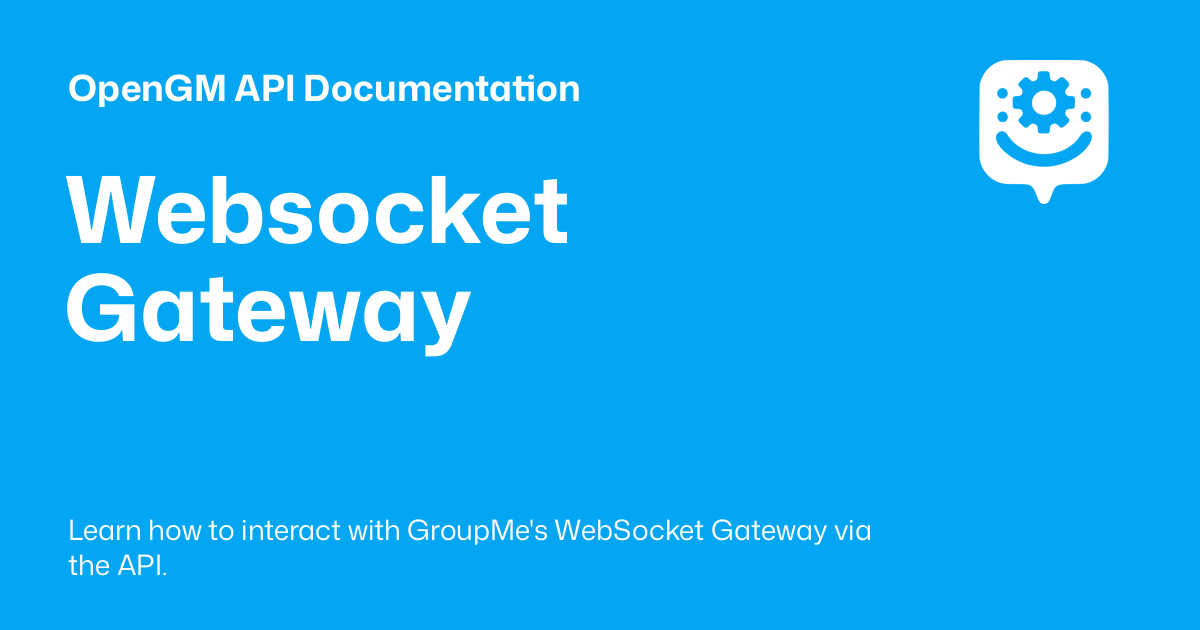 OpenGM API Documentation
Websocket
Gateway
Learn how to interact with GroupMe's WebSocket Gateway via
the API.